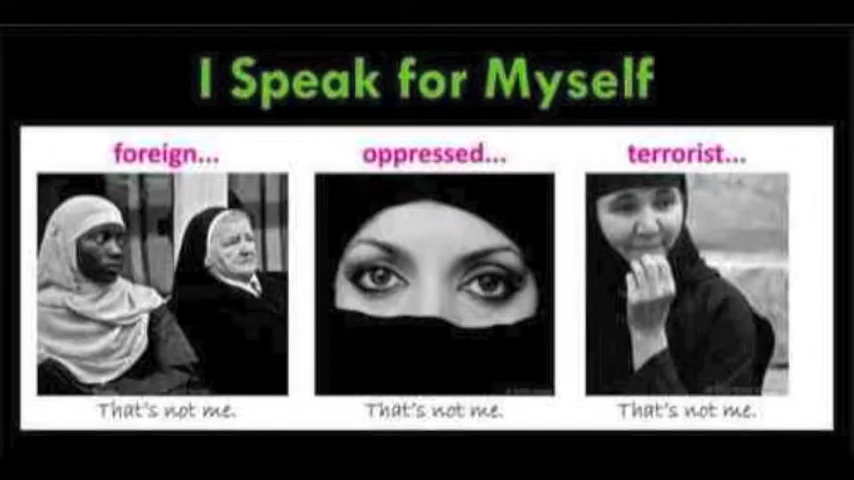 I Speak for Myself
foreign...
oppressed...
terrorist...
That's not me.
That's not me.
That's not me.